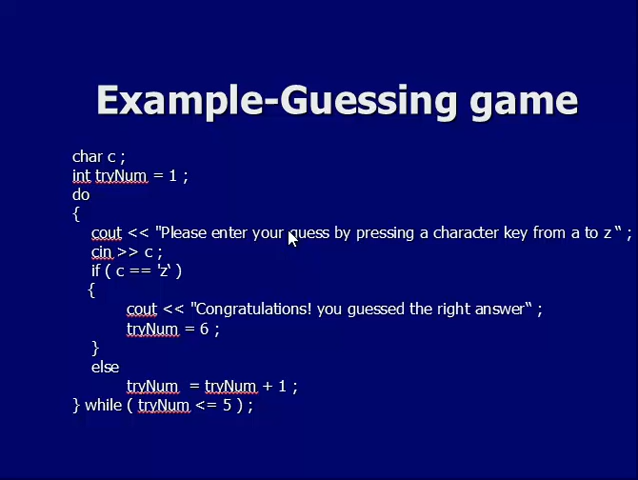 Example-Guessing game
char c ;
int tryNum = 1 ;
do
{
cout << "Please enter your guess by pressing a character key from a to z “ ;
cin >> c ;
if ( c == 'z‘ )
{
cout << "Congratulations! you guessed the right answer“ ;
tryNum = 6 ;
}
else
tryNum = tryNum + 1 ;
} while ( tryNum <= 5 ) ;